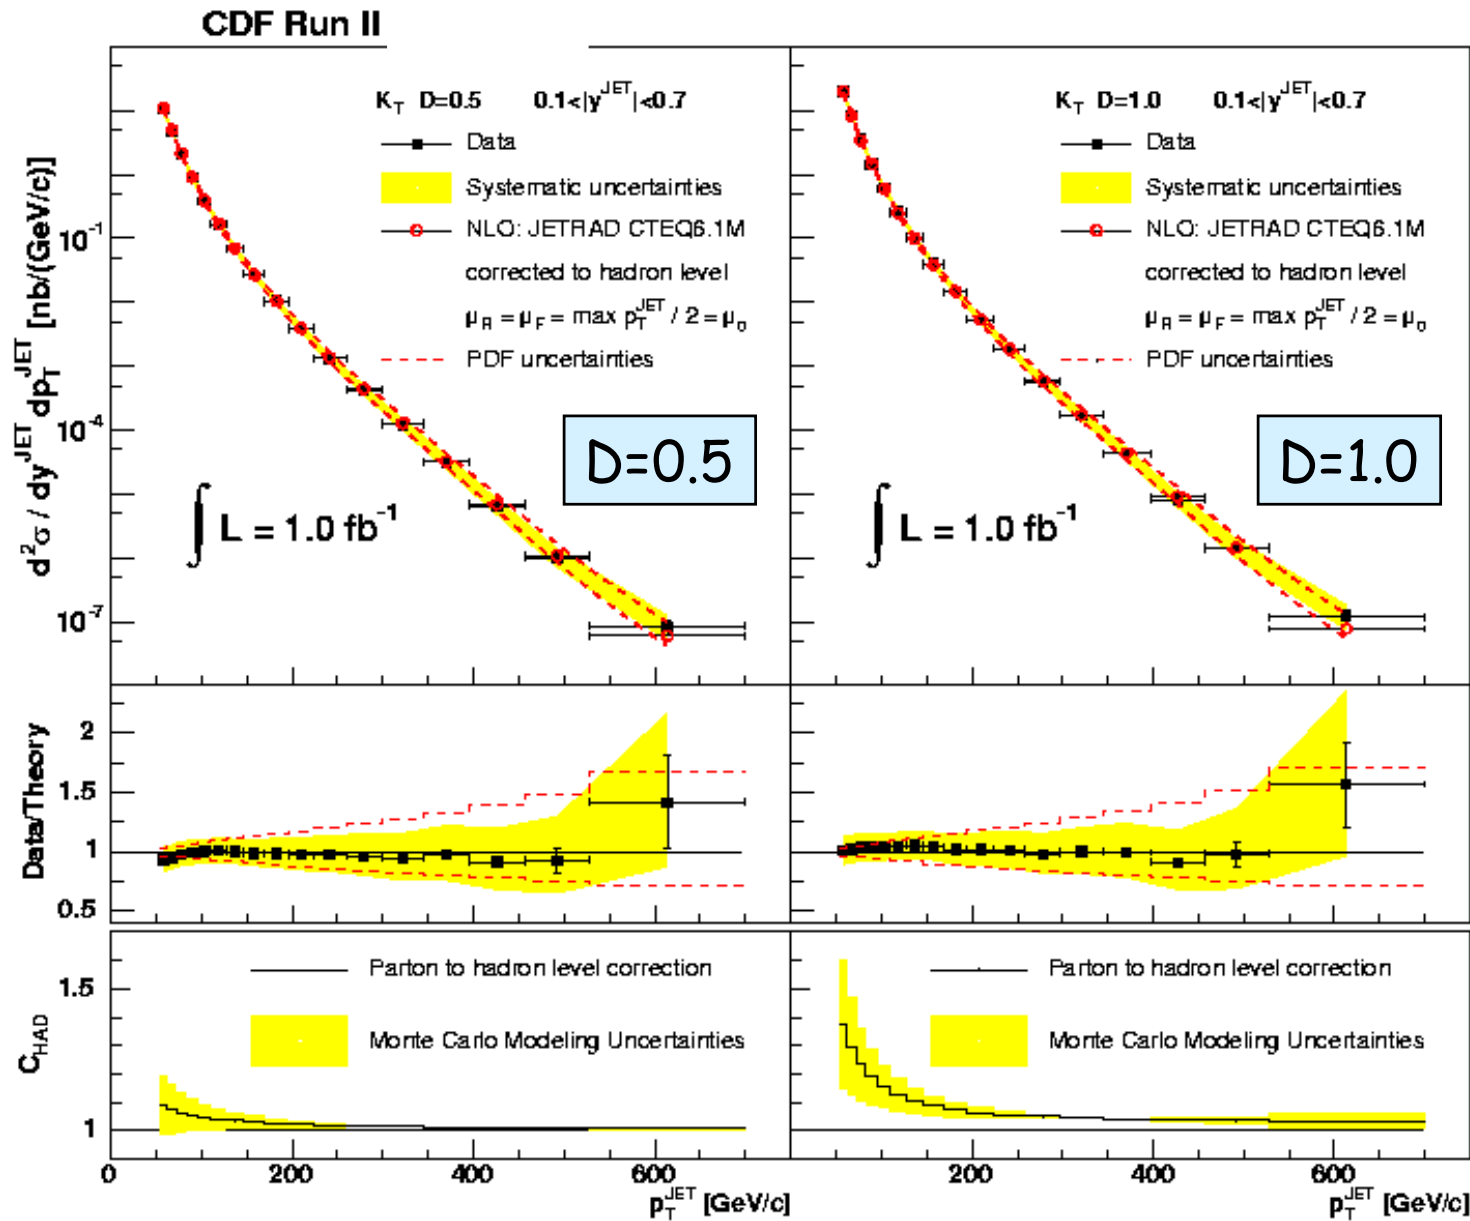 CDF Run II
K_T D=0.5 0.1<|y^JET|<0.7
Data
Systematic uncertainties
NLO: JETRAD CTEQ6.1M
corrected to hadron level
μ_R = μ_F = max p_T^JET / 2 = μ_0
PDF uncertainties
D=0.5
∫ L = 1.0 fb^-1
K_T D=1.0 0.1<|y^JET|<0.7
Data
Systematic uncertainties
NLO: JETRAD CTEQ6.1M
corrected to hadron level
μ_R = μ_F = max p_T^JET / 2 = μ_0
PDF uncertainties
D=1.0
∫ L = 1.0 fb^-1
d²σ / dy^JET dp_T^JET [nb/(GeV/c)]
10^-1
10^-4
10^-7
Data/Theory
2
1.5
1
0.5
Parton to hadron level correction
Monte Carlo Modeling Uncertainties
Parton to hadron level correction
Monte Carlo Modeling Uncertainties
C_HAD
1.5
1
0 200 400 600
p_T^JET [GeV/c]
200 400 600
p_T^JET [GeV/c]